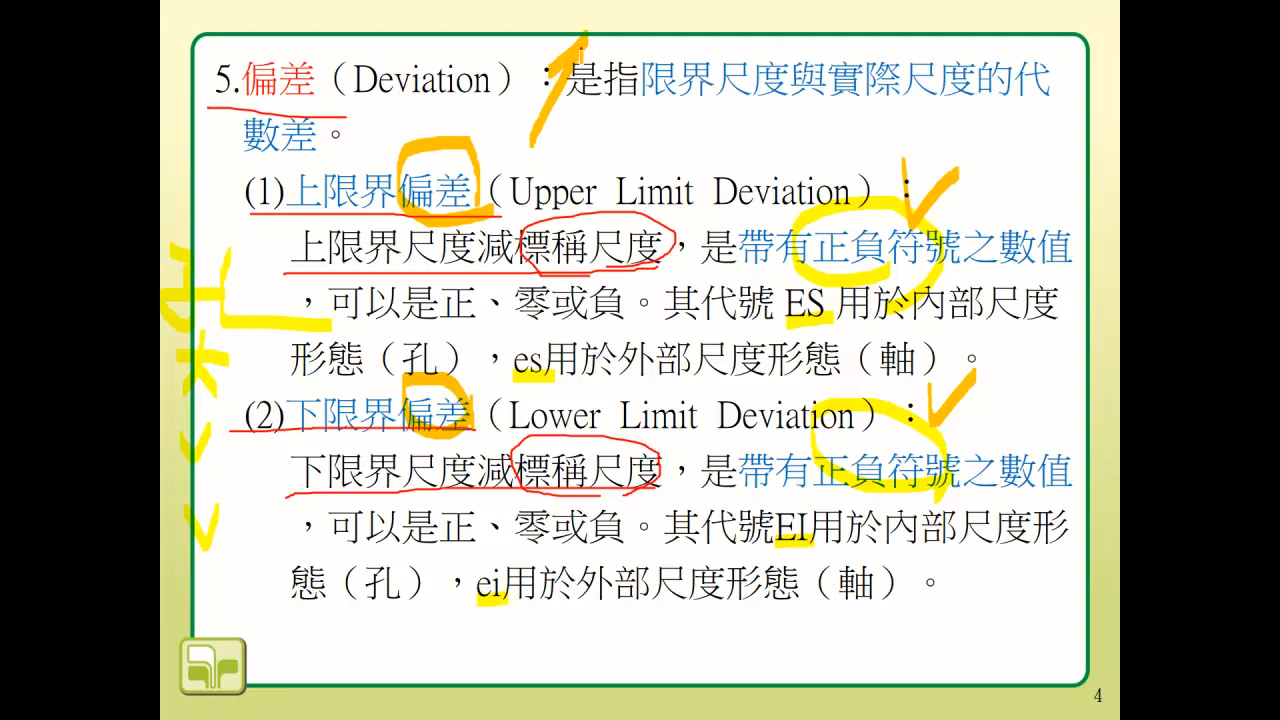 5.偏差（Deviation）：是指限界尺度與實際尺度的代
數差。
(1)上限界偏差（Upper Limit Deviation）：
上限界尺度減標稱尺度，是帶有正負符號之數值
，可以是正、零或負。其代號 ES 用於內部尺度
形態（孔），es用於外部尺度形態（軸）。
(2)下限界偏差（Lower Limit Deviation）：
下限界尺度減標稱尺度，是帶有正負符號之數值
，可以是正、零或負。其代號EI用於內部尺度形
態（孔），ei用於外部尺度形態（軸）。
4